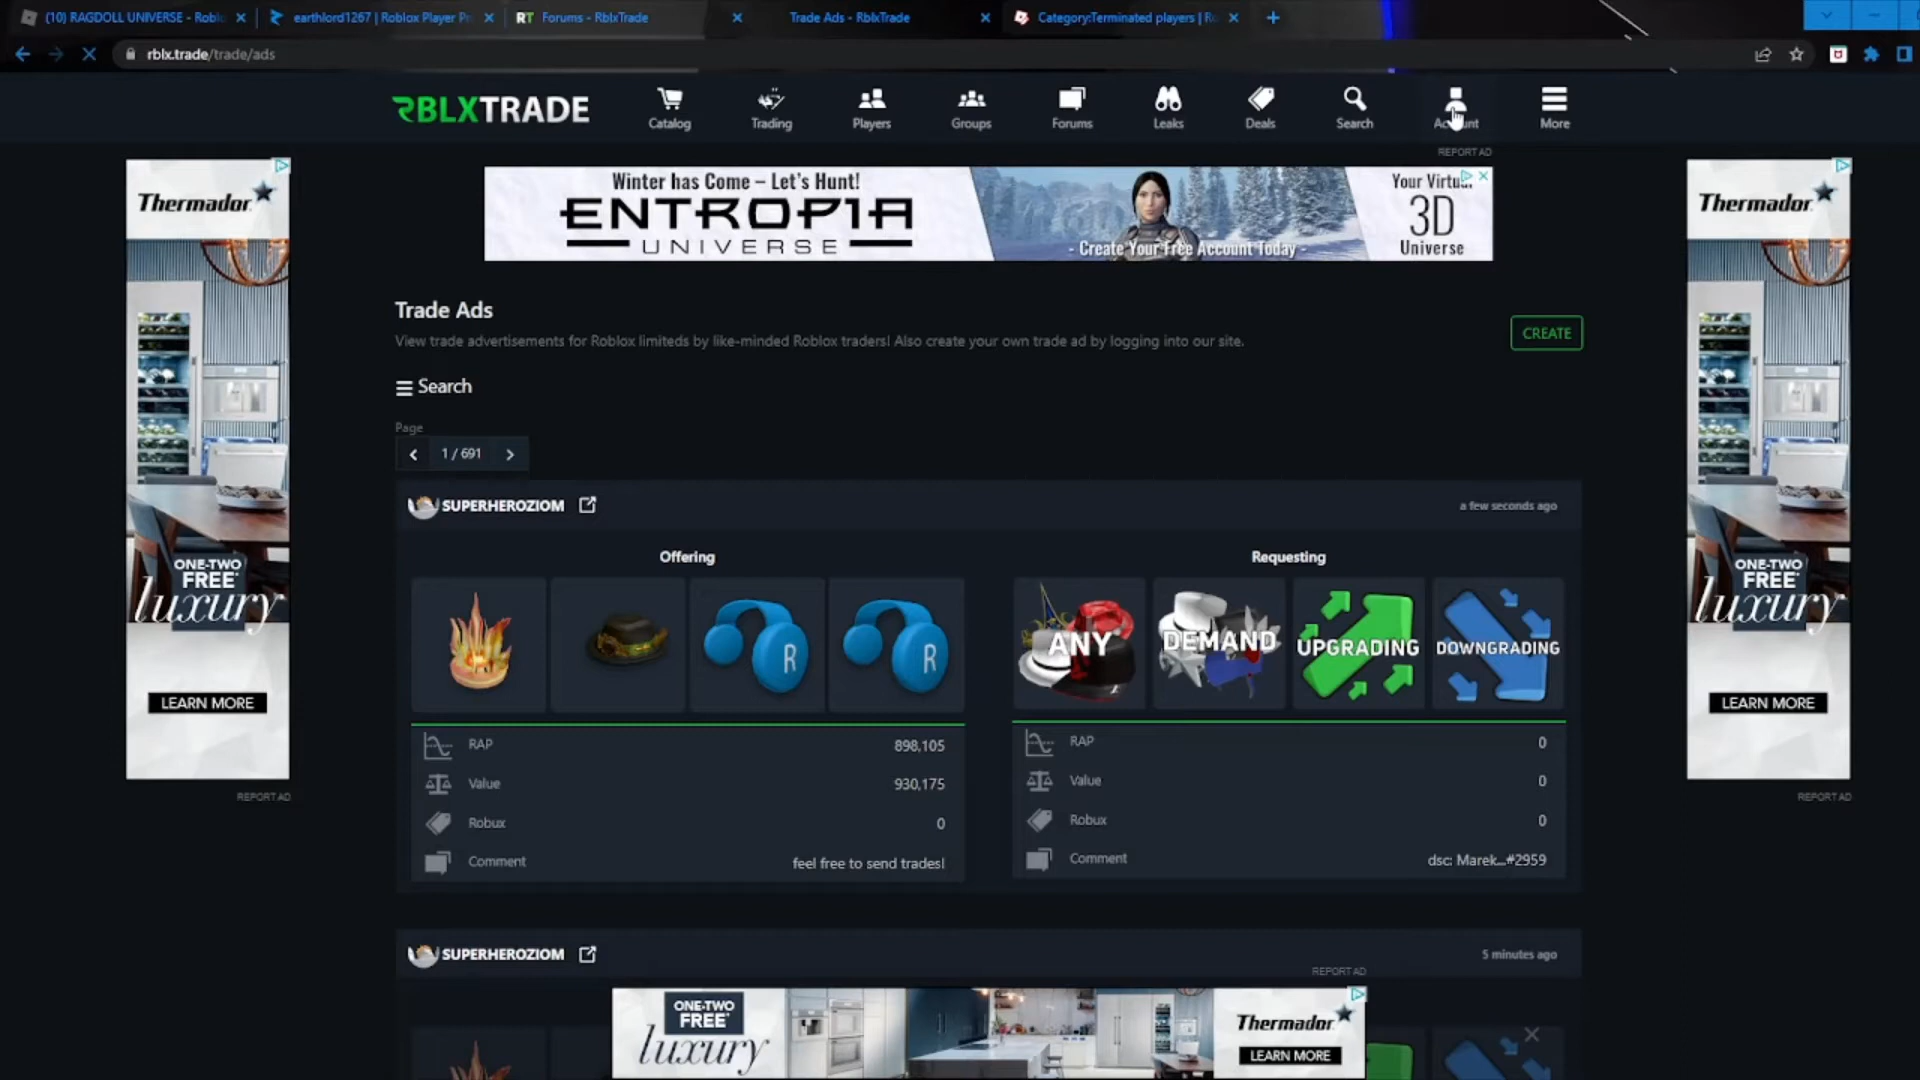 (10) RAGDOLL UNIVERSE - Roblo
earthlord1267 | Roblox Player Pr
RT Forums - RblxTrade
Trade Ads - RblxTrade
Category:Terminated players | R
rblx.trade/trade/ads
RBLXTRADE
Catalog
Trading
Players
Groups
Forums
Leaks
Deals
Search
Account
More
REPORT AD
Winter has Come – Let's Hunt!
ENTROPIA
UNIVERSE
- Create Your Free Account Today -
Your Virtu
3D
Universe
Thermador
ONE-TWO
FREE*
luxury
LEARN MORE
REPORT AD
Thermador
ONE-TWO
FREE*
luxury
LEARN MORE
REPORT AD
Trade Ads
View trade advertisements for Roblox limiteds by like-minded Roblox traders! Also create your own trade ad by logging into our site.
CREATE
Search
Page
1 / 691
SUPERHEROZIOM
a few seconds ago
Offering
R
R
RAP 898,105
Value 930,175
Robux 0
Comment feel free to send trades!
Requesting
ANY
DEMAND
UPGRADING
DOWNGRADING
RAP 0
Value 0
Robux 0
Comment dsc: Marek...#2959
SUPERHEROZIOM
5 minutes ago
REPORT AD
ONE-TWO
FREE*
luxury
Thermador
LEARN MORE